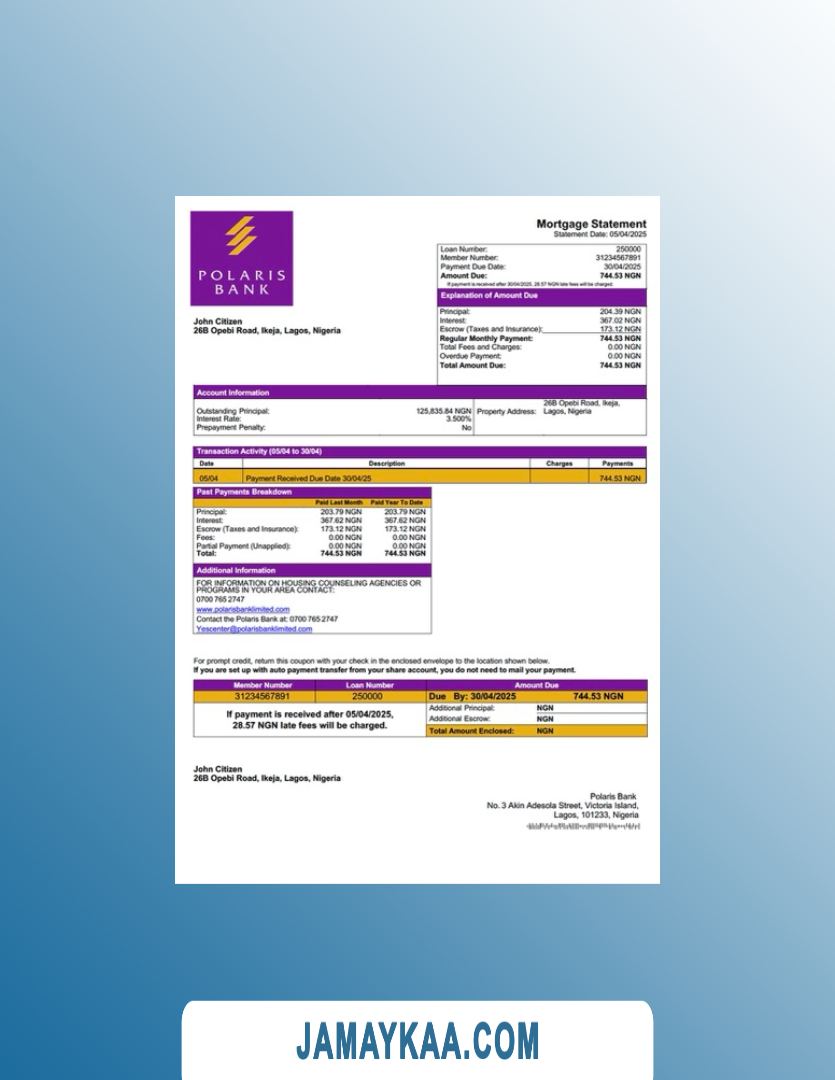 POLARIS
BANK
Mortgage Statement
Statement Date: 05/04/2025
Loan Number: 250000
Member Number: 31234567891
Payment Due Date: 30/04/2025
Amount Due: 744.53 NGN
If payment is received after 30/04/2025, 28.57 NGN late fees will be charged.
Explanation of Amount Due
Principal: 204.39 NGN
Interest: 367.02 NGN
Escrow (Taxes and Insurance): 173.12 NGN
Regular Monthly Payment: 744.53 NGN
Total Fees and Charges: 0.00 NGN
Overdue Payment: 0.00 NGN
Total Amount Due: 744.53 NGN
John Citizen
26B Opebi Road, Ikeja, Lagos, Nigeria
Account Information
Outstanding Principal: 125,835.84 NGN
Interest Rate: 3.500%
Prepayment Penalty: No
Property Address: 26B Opebi Road, Ikeja,
Lagos, Nigeria
Transaction Activity (05/04 to 30/04)
Date Description Charges Payments
05/04 Payment Received Due Date 30/04/25 744.53 NGN
Past Payments Breakdown
Paid Last Month Paid Year To Date
Principal: 203.79 NGN 203.79 NGN
Interest: 367.62 NGN 367.62 NGN
Escrow (Taxes and Insurance): 173.12 NGN 173.12 NGN
Fees: 0.00 NGN 0.00 NGN
Partial Payment (Unapplied): 0.00 NGN 0.00 NGN
Total: 744.53 NGN 744.53 NGN
Additional Information
FOR INFORMATION ON HOUSING COUNSELING AGENCIES OR
PROGRAMS IN YOUR AREA CONTACT:
0700 765 2747
www.polarisbanklimited.com
Contact the Polaris Bank at: 0700 765 2747
Yescenter@polarisbanklimited.com
For prompt credit, return this coupon with your check in the enclosed envelope to the location shown below.
If you are set up with auto payment transfer from your share account, you do not need to mail your payment.
Member Number Loan Number Amount Due
31234567891 250000 Due By: 30/04/2025 744.53 NGN
If payment is received after 05/04/2025,
28.57 NGN late fees will be charged.
Additional Principal: NGN
Additional Escrow: NGN
Total Amount Enclosed: NGN
John Citizen
26B Opebi Road, Ikeja, Lagos, Nigeria
Polaris Bank
No. 3 Akin Adesola Street, Victoria Island,
Lagos, 101233, Nigeria
JAMAYKAA.COM